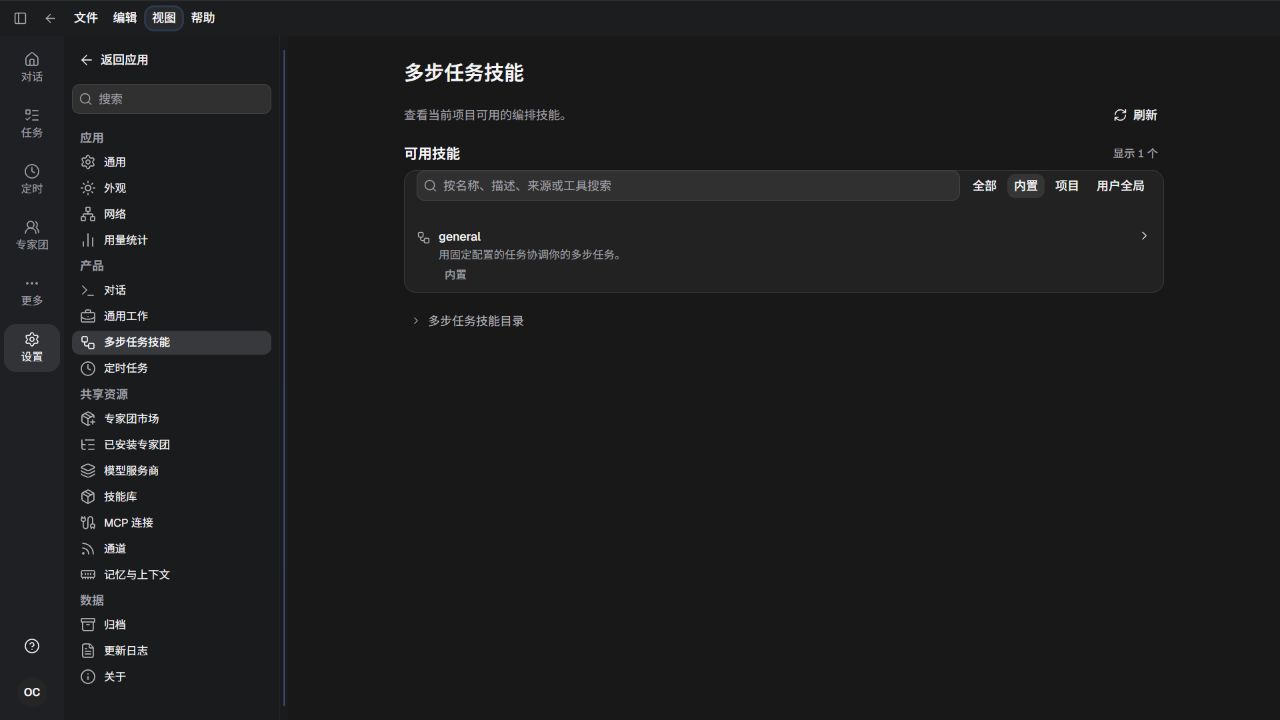 文件 编辑 视图 帮助
对话
任务
定时
专家团
更多
设置
OC
返回应用
搜索
应用
通用
外观
网络
用量统计
产品
对话
通用工作
多步任务技能
定时任务
共享资源
专家团市场
已安装专家团
模型服务商
技能库
MCP 连接
通道
记忆与上下文
数据
归档
更新日志
关于
多步任务技能
查看当前项目可用的编排技能。 刷新
可用技能 显示 1 个
按名称、描述、来源或工具搜索 全部 内置 项目 用户全局
general
用固定配置的任务协调你的多步任务。
内置
多步任务技能目录